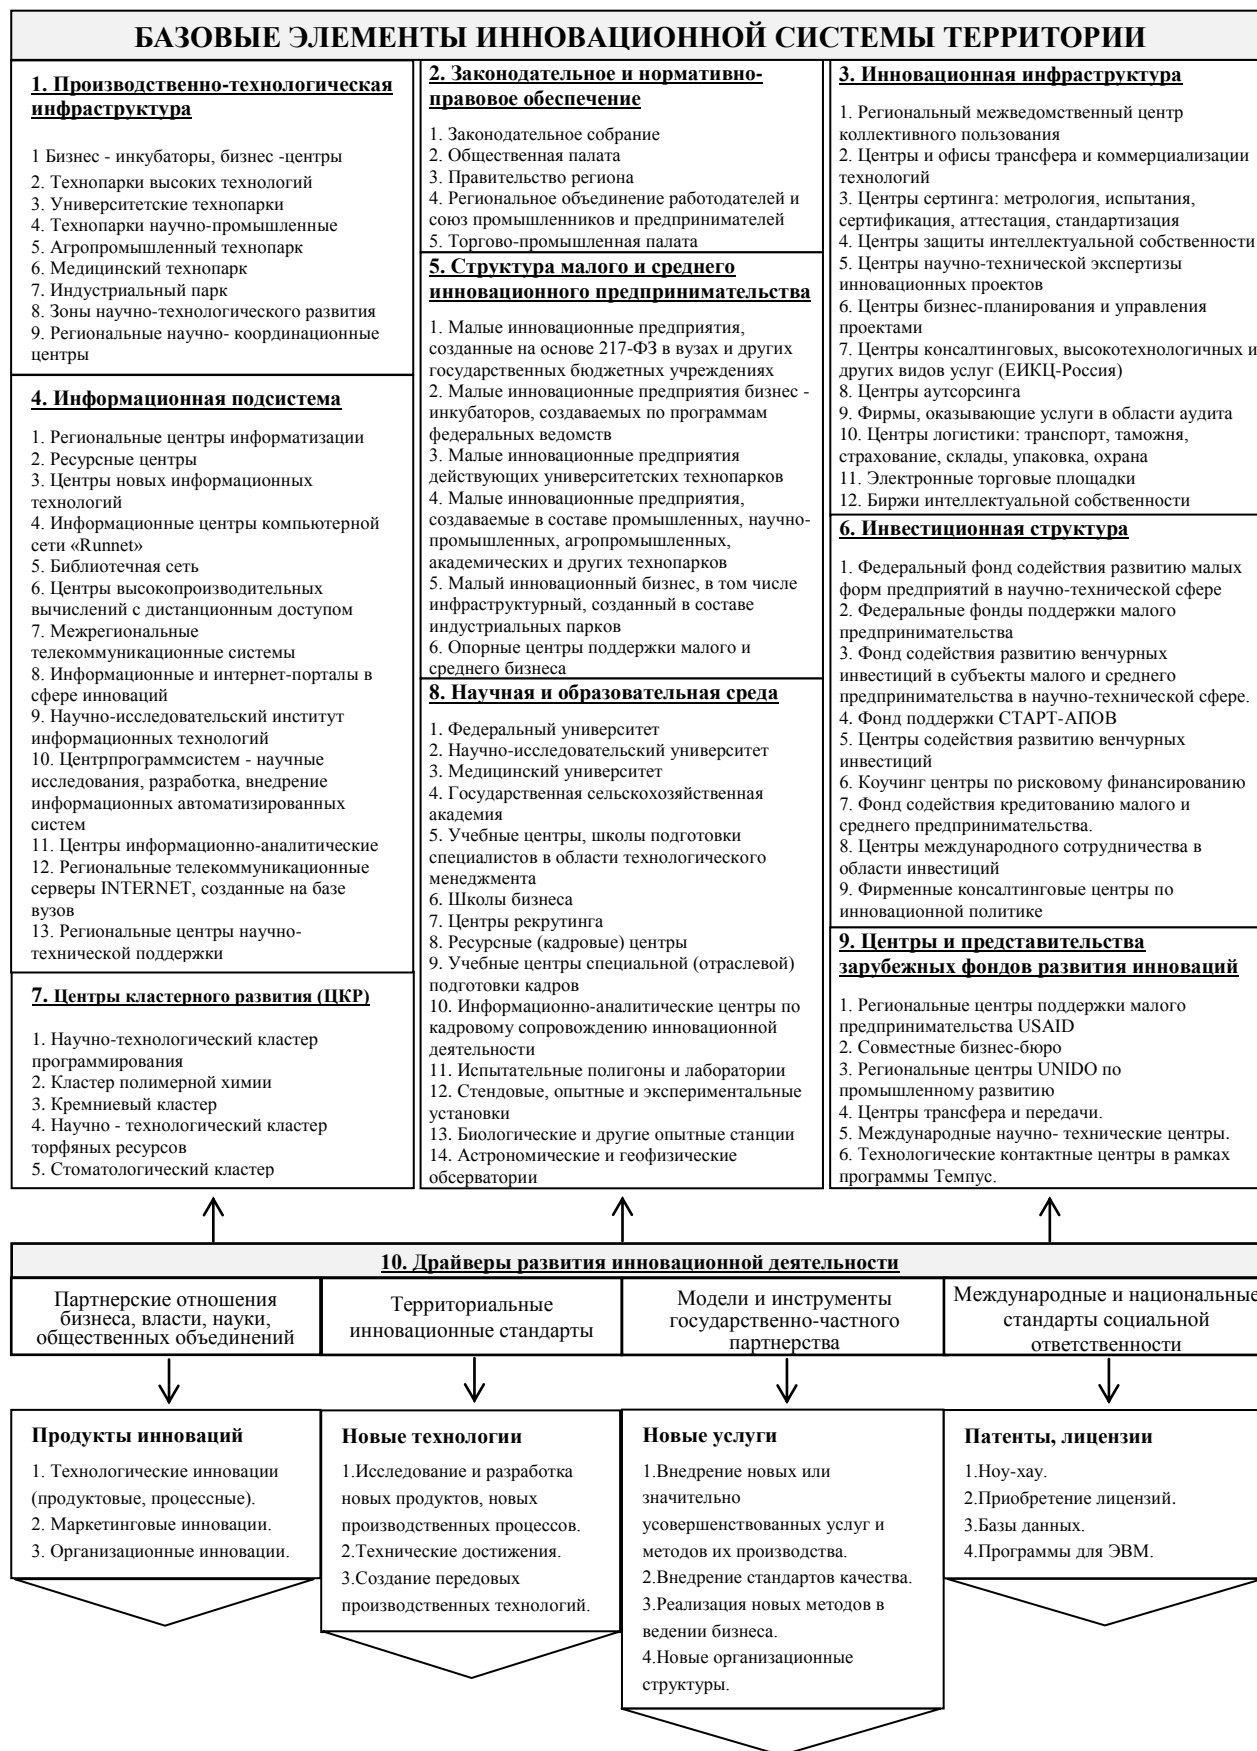 БАЗОВЫЕ ЭЛЕМЕНТЫ ИННОВАЦИОННОЙ СИСТЕМЫ ТЕРРИТОРИИ
1. Производственно-технологическая
инфраструктура
1 Бизнес - инкубаторы, бизнес -центры
2. Технопарки высоких технологий
3. Университетские технопарки
4. Технопарки научно-промышленные
5. Агропромышленный технопарк
6. Медицинский технопарк
7. Индустриальный парк
8. Зоны научно-технологического развития
9. Региональные научно- координационные
центры
2. Законодательное и нормативно-
правовое обеспечение
1. Законодательное собрание
2. Общественная палата
3. Правительство региона
4. Региональное объединение работодателей и
союз промышленников и предпринимателей
5. Торгово-промышленная палата
3. Инновационная инфраструктура
1. Региональный межведомственный центр
коллективного пользования
2. Центры и офисы трансфера и коммерциализации
технологий
3. Центры сертинга: метрология, испытания,
сертификация, аттестация, стандартизация
4. Центры защиты интеллектуальной собственности
5. Центры научно-технической экспертизы
инновационных проектов
6. Центры бизнес-планирования и управления
проектами
7. Центры консалтинговых, высокотехнологичных и
других видов услуг (ЕИКЦ-Россия)
8. Центры аутсорсинга
9. Фирмы, оказывающие услуги в области аудита
10. Центры логистики: транспорт, таможня,
страхование, склады, упаковка, охрана
11. Электронные торговые площадки
12. Биржи интеллектуальной собственности
4. Информационная подсистема
1. Региональные центры информатизации
2. Ресурсные центры
3. Центры новых информационных
технологий
4. Информационные центры компьютерной
сети «Runnet»
5. Библиотечная сеть
6. Центры высокопроизводительных
вычислений с дистанционным доступом
7. Межрегиональные
телекоммуникационные системы
8. Информационные и интернет-порталы в
сфере инноваций
9. Научно-исследовательский институт
информационных технологий
10. Центрпрограммсистем - научные
исследования, разработка, внедрение
информационных автоматизированных
систем
11. Центры информационно-аналитические
12. Региональные телекоммуникационные
серверы INTERNET, созданные на базе
вузов
13. Региональные центры научно-
технической поддержки
5. Структура малого и среднего
инновационного предпринимательства
1. Малые инновационные предприятия,
созданные на основе 217-ФЗ в вузах и других
государственных бюджетных учреждениях
2. Малые инновационные предприятия бизнес -
инкубаторов, создаваемых по программам
федеральных ведомств
3. Малые инновационные предприятия
действующих университетских технопарков
4. Малые инновационные предприятия,
создаваемые в составе промышленных, научно-
промышленных, агропромышленных,
академических и других технопарков
5. Малый инновационный бизнес, в том числе
инфраструктурный, созданный в составе
индустриальных парков
6. Опорные центры поддержки малого и
среднего бизнеса
6. Инвестиционная структура
1. Федеральный фонд содействия развитию малых
форм предприятий в научно-технической сфере
2. Федеральные фонды поддержки малого
предпринимательства
3. Фонд содействия развитию венчурных
инвестиций в субъекты малого и среднего
предпринимательства в научно-технической сфере.
4. Фонд поддержки СТАРТ-АПОВ
5. Центры содействия развитию венчурных
инвестиций
6. Коучинг центры по рисковому финансированию
7. Фонд содействия кредитованию малого и
среднего предпринимательства.
8. Центры международного сотрудничества в
области инвестиций
9. Фирменные консалтинговые центры по
инновационной политике
7. Центры кластерного развития (ЦКР)
1. Научно-технологический кластер
программирования
2. Кластер полимерной химии
3. Кремниевый кластер
4. Научно - технологический кластер
торфяных ресурсов
5. Стоматологический кластер
8. Научная и образовательная среда
1. Федеральный университет
2. Научно-исследовательский университет
3. Медицинский университет
4. Государственная сельскохозяйственная
академия
5. Учебные центры, школы подготовки
специалистов в области технологического
менеджмента
6. Школы бизнеса
7. Центры рекрутинга
8. Ресурсные (кадровые) центры
9. Учебные центры специальной (отраслевой)
подготовки кадров
10. Информационно-аналитические центры по
кадровому сопровождению инновационной
деятельности
11. Испытательные полигоны и лаборатории
12. Стендовые, опытные и экспериментальные
установки
13. Биологические и другие опытные станции
14. Астрономические и геофизические
обсерватории
9. Центры и представительства
зарубежных фондов развития инноваций
1. Региональные центры поддержки малого
предпринимательства USAID
2. Совместные бизнес-бюро
3. Региональные центры UNIDO по
промышленному развитию
4. Центры трансфера и передачи.
5. Международные научно- технические центры.
6. Технологические контактные центры в рамках
программы Темпус.
10. Драйверы развития инновационной деятельности
Партнерские отношения
бизнеса, власти, науки,
общественных объединений
Территориальные
инновационные стандарты
Модели и инструменты
государственно-частного
партнерства
Международные и национальные
стандарты социальной
ответственности
Продукты инноваций
1. Технологические инновации
(продуктовые, процессные).
2. Маркетинговые инновации.
3. Организационные инновации.
Новые технологии
1.Исследование и разработка
новых продуктов, новых
производственных процессов.
2.Технические достижения.
3.Создание передовых
производственных технологий.
Новые услуги
1.Внедрение новых или
значительно
усовершенствованных услуг и
методов их производства.
2.Внедрение стандартов качества.
3.Реализация новых методов в
ведении бизнеса.
4.Новые организационные
структуры.
Патенты, лицензии
1.Ноу-хау.
2.Приобретение лицензий.
3.Базы данных.
4.Программы для ЭВМ.